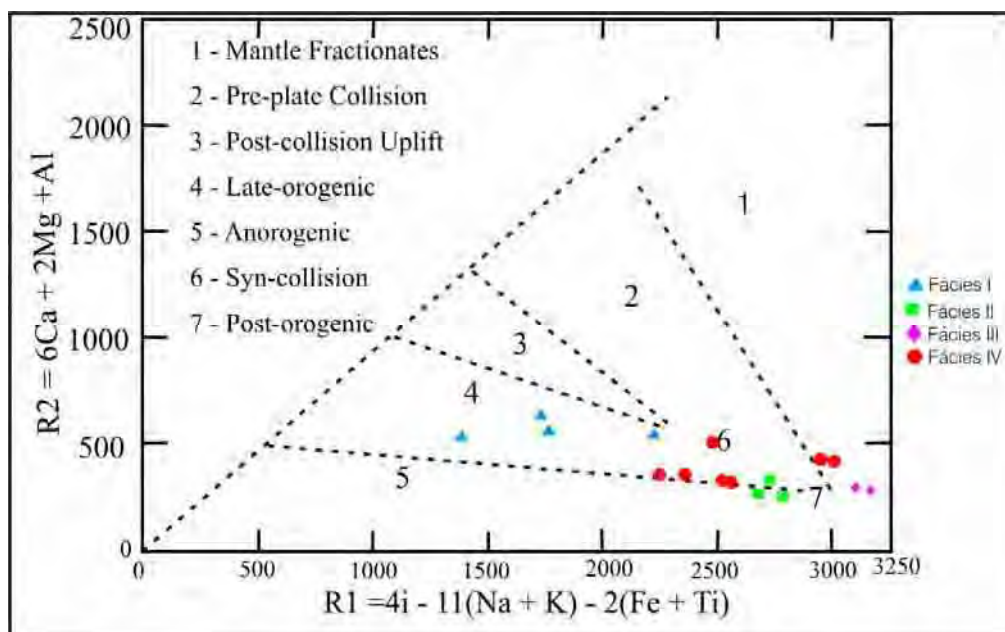 2500
2000
1500
1000
500
0
R2 = 6Ca + 2Mg +Al
1 - Mantle Fractionates
2 - Pre-plate Collision
3 - Post-collision Uplift
4 - Late-orogenic
5 - Anorogenic
6 - Syn-collision
7 - Post-orogenic
1
2
3
4
5
6
7
Fácies I
Fácies II
Fácies III
Fácies IV
0
500
1000
1500
2000
2500
3000
3250
R1 =4i - 11(Na + K) - 2(Fe + Ti)